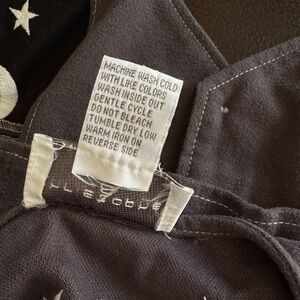 MACHINE WASH COLD
WITH LIKE COLORS
WASH INSIDE OUT
GENTLE CYCLE
DO NOT BLEACH
TUMBLE DRY LOW
WARM IRON ON
REVERSE SIDE